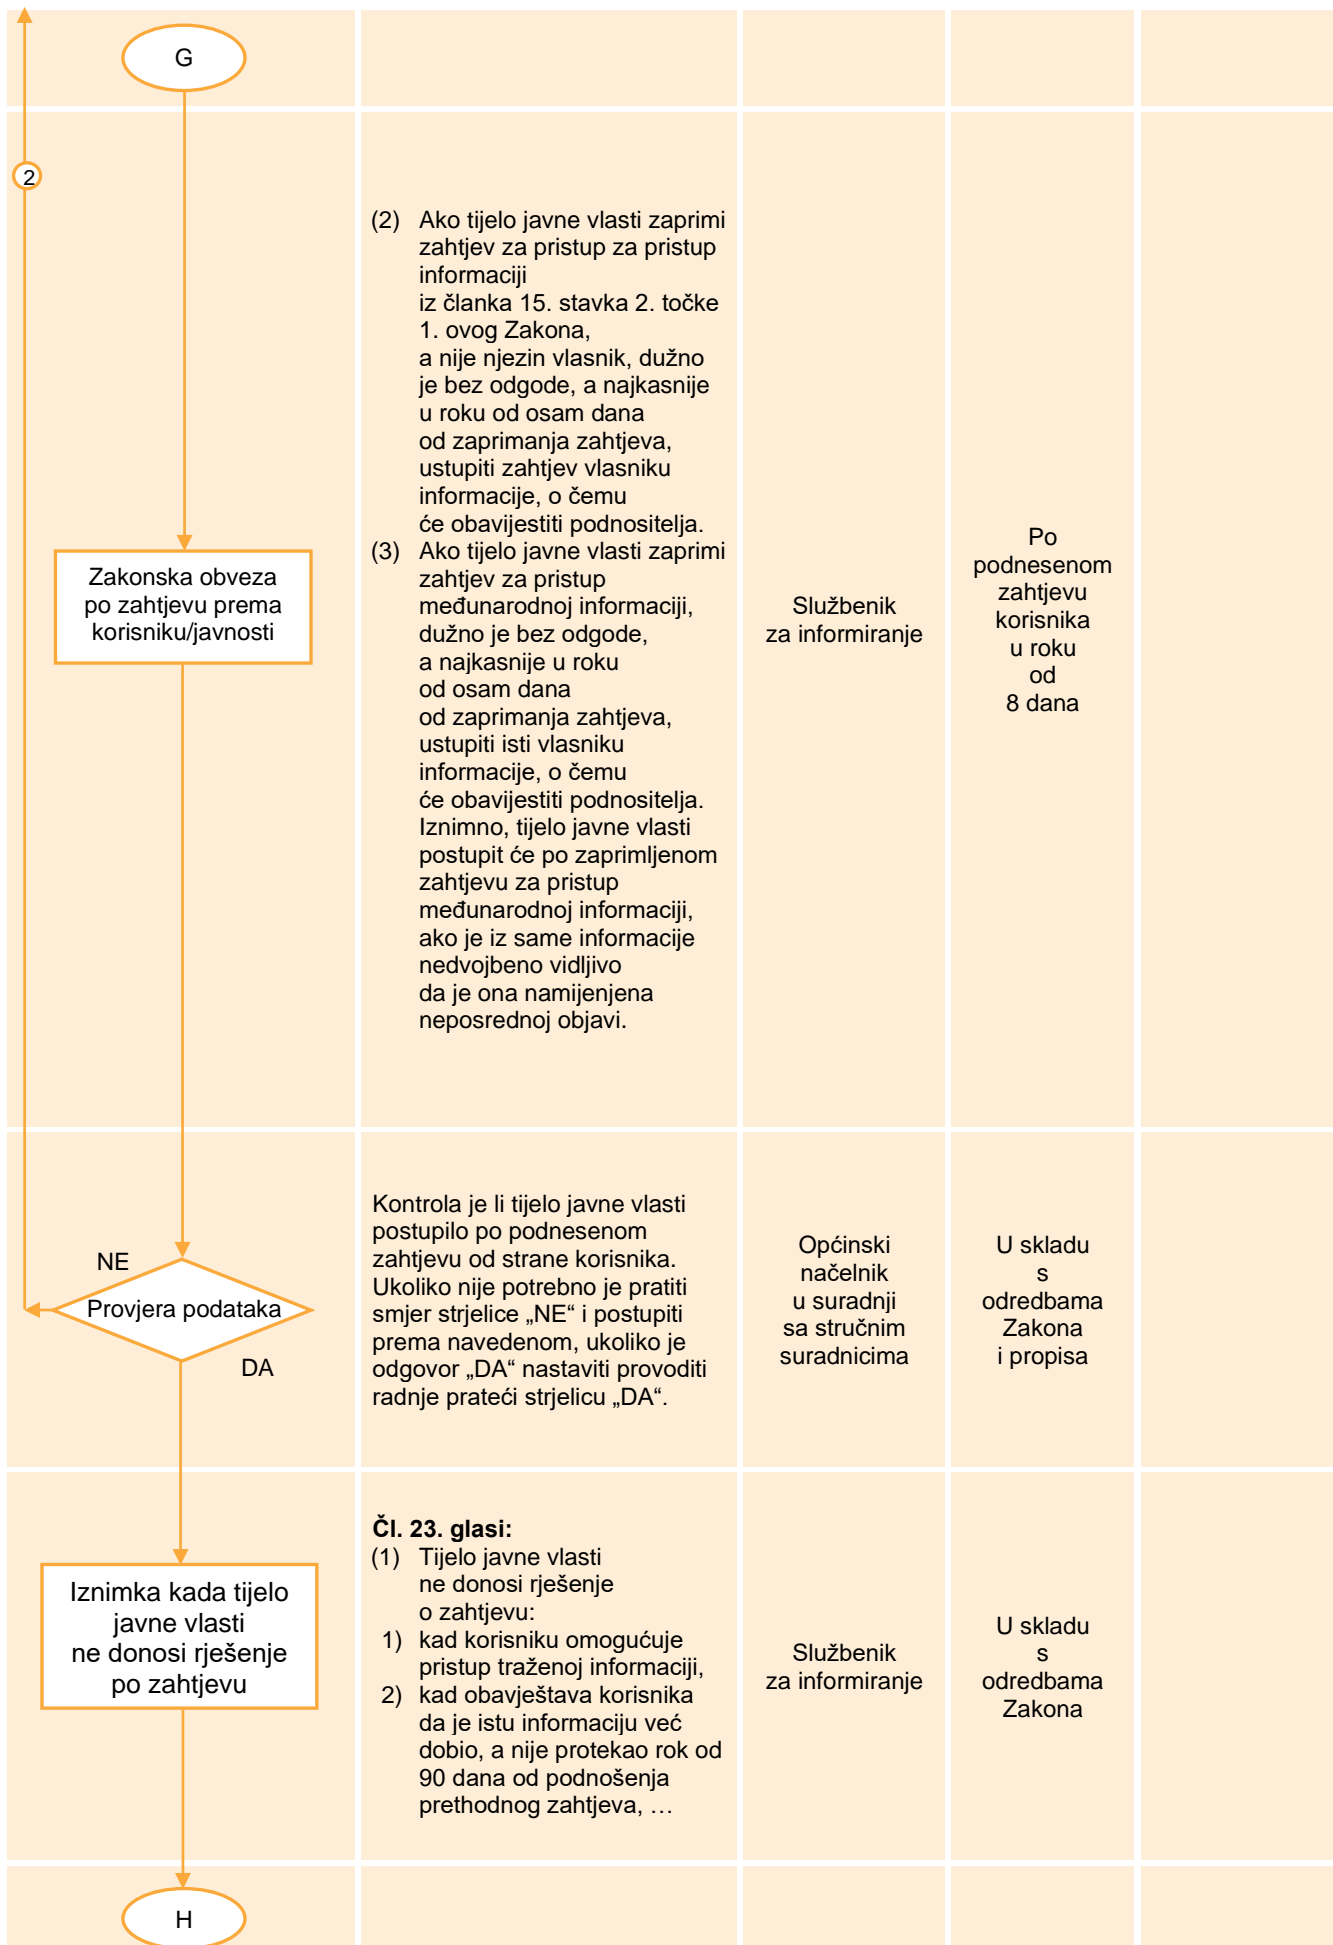 G
2
(2) Ako tijelo javne vlasti zaprimi
zahtjev za pristup za pristup
informaciji
iz članka 15. stavka 2. točke
1. ovog Zakona,
a nije njezin vlasnik, dužno
je bez odgode, a najkasnije
u roku od osam dana
od zaprimanja zahtjeva,
ustupiti zahtjev vlasniku
informacije, o čemu
će obavijestiti podnositelja.
(3) Ako tijelo javne vlasti zaprimi
zahtjev za pristup
međunarodnoj informaciji,
dužno je bez odgode,
a najkasnije u roku
od osam dana
od zaprimanja zahtjeva,
ustupiti isti vlasniku
informacije, o čemu
će obavijestiti podnositelja.
Iznimno, tijelo javne vlasti
postupit će po zaprimljenom
zahtjevu za pristup
međunarodnoj informaciji,
ako je iz same informacije
nedvojbeno vidljivo
da je ona namijenjena
neposrednoj objavi.
Zakonska obveza
po zahtjevu prema
korisniku/javnosti
Službenik
za informiranje
Po
podnesenom
zahtjevu
korisnika
u roku
od
8 dana
NE
Provjera podataka
DA
Kontrola je li tijelo javne vlasti
postupilo po podnesenom
zahtjevu od strane korisnika.
Ukoliko nije potrebno je pratiti
smjer strjelice „NE“ i postupiti
prema navedenom, ukoliko je
odgovor „DA“ nastaviti provoditi
radnje prateći strjelicu „DA“.
Općinski
načelnik
u suradnji
sa stručnim
suradnicima
U skladu
s
odredbama
Zakona
i propisa
Iznimka kada tijelo
javne vlasti
ne donosi rješenje
po zahtjevu
Čl. 23. glasi:
(1) Tijelo javne vlasti
ne donosi rješenje
o zahtjevu:
1) kad korisniku omogućuje
pristup traženoj informaciji,
2) kad obavještava korisnika
da je istu informaciju već
dobio, a nije protekao rok od
90 dana od podnošenja
prethodnog zahtjeva, …
Službenik
za informiranje
U skladu
s
odredbama
Zakona
H